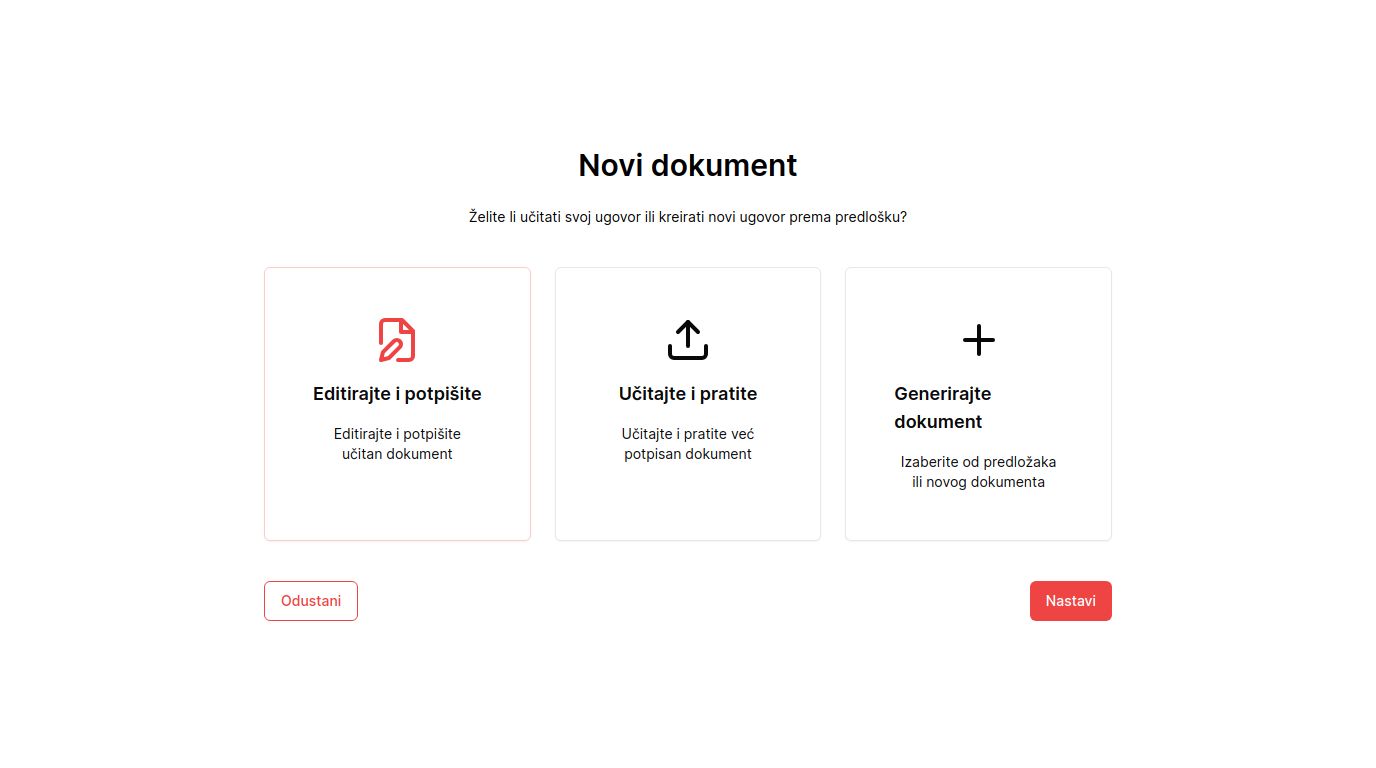 Novi dokument
Želite li učitati svoj ugovor ili kreirati novi ugovor prema predlošku?
Editirajte i potpišite
Editirajte i potpišite
učitan dokument
Učitajte i pratite
Učitajte i pratite već
potpisan dokument
Generirajte
dokument
Izaberite od predložaka
ili novog dokumenta
Odustani
Nastavi